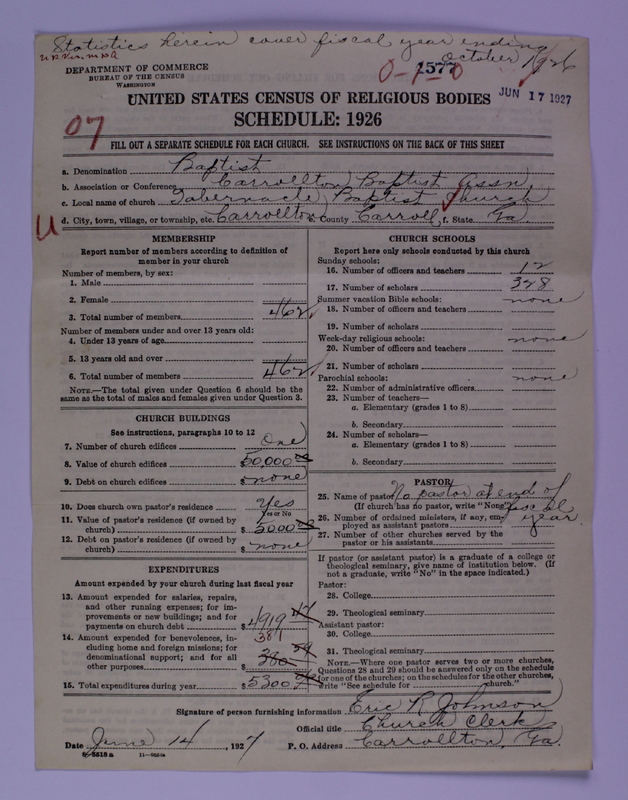 Statistics herein cover fiscal year ending
October 1, 1926
DEPARTMENT OF COMMERCE
BUREAU OF THE CENSUS
WASHINGTON
1577
0-7-0
UNITED STATES CENSUS OF RELIGIOUS BODIES
JUN 17 1927
SCHEDULE: 1926
07
FILL OUT A SEPARATE SCHEDULE FOR EACH CHURCH. SEE INSTRUCTIONS ON THE BACK OF THIS SHEET
a. Denomination Baptist
b. Association or Conference Carrollton Baptist Assn.
c. Local name of church Tabernacle Baptist Church
U
d. City, town, village, or township, etc. Carrollton e. County Carroll f. State Ga.
MEMBERSHIP
Report number of members according to definition of
member in your church
Number of members, by sex:
1. Male
2. Female
3. Total number of members 462
Number of members under and over 13 years old:
4. Under 13 years of age
5. 13 years old and over
6. Total number of members 462
NOTE.—The total given under Question 6 should be the
same as the total of males and females given under Question 3.
CHURCH BUILDINGS
See instructions, paragraphs 10 to 12
7. Number of church edifices One
8. Value of church edifices $50,000 00
9. Debt on church edifices $ none
10. Does church own pastor's residence Yes
Yes or No
11. Value of pastor's residence (if owned by
church) $ 5000 00
12. Debt on pastor's residence (if owned by
church) $ none
EXPENDITURES
Amount expended by your church during last fiscal year
13. Amount expended for salaries, repairs,
and other running expenses; for im-
provements or new buildings; and for
payments on church debt $ 4919 47
14. Amount expended for benevolences, in-
cluding home and foreign missions; for
denominational support; and for all
other purposes
381
380
15. Total expenditures during year $5300
CHURCH SCHOOLS
Report here only schools conducted by this church
Sunday schools:
16. Number of officers and teachers 12
17. Number of scholars 328
Summer vacation Bible schools: none
18. Number of officers and teachers
19. Number of scholars
Week-day religious schools: none
20. Number of officers and teachers
21. Number of scholars
Parochial schools: none
22. Number of administrative officers
23. Number of teachers—
a. Elementary (grades 1 to 8)
b. Secondary
24. Number of scholars—
a. Elementary (grades 1 to 8)
b. Secondary
PASTOR
25. Name of pastor No pastor at end of
(If church has no pastor, write "None") fiscal
26. Number of ordained ministers, if any, em- year
ployed as assistant pastors
27. Number of other churches served by the
pastor or his assistants
If pastor (or assistant pastor) is a graduate of a college or
theological seminary, give name of institution below. (If
not a graduate, write "No" in the space indicated.)
Pastor:
28. College
29. Theological seminary
Assistant pastor:
30. College
31. Theological seminary
NOTE.—Where one pastor serves two or more churches,
Questions 28 and 29 should be answered only on the schedule
for one of the churches; on the schedules for the other churches,
write "See schedule for church."
Signature of person furnishing information Eric R Johnson
Official title Church Clerk
Date June 14, 1927 P. O. Address Carrollton, Ga.